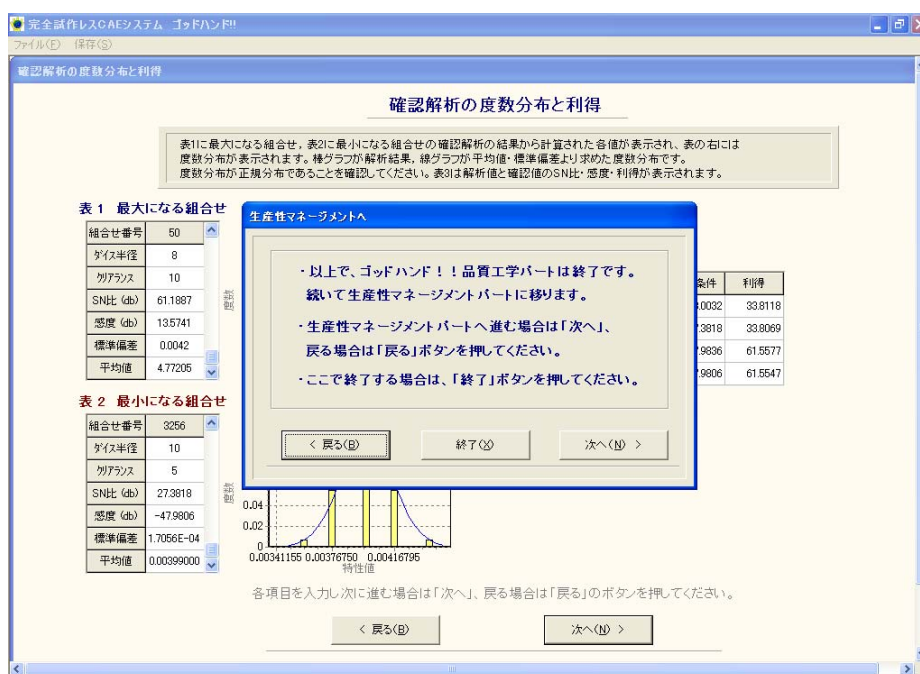 完全試作レスCAEシステム ゴッドハンド!!
ファイル(F) 保存(S)
確認解析の度数分布と利得
確認解析の度数分布と利得
表1に最大になる組合せ，表2に最小になる組合せの確認解析の結果から計算された各値が表示され、表の右には
度数分布が表示されます。棒グラフが解析結果，線グラフが平均値・標準偏差より求めた度数分布です。
度数分布が正規分布であることを確認してください。表3は解析値と確認値のSN比・感度・利得が表示されます。
表1 最大になる組合せ
組合せ番号 50
ダイス半径 8
クリアランス 10
SN比 (db) 61.1887
感度 (db) 13.5741
標準偏差 0.0042
平均値 4.77205
度数
条件 利得
.0032 33.8118
.3818 33.8069
.9836 61.5577
.9806 61.5547
生産性マネージメントへ
・以上で、ゴッドハンド！！品質工学パートは終了です。
続いて生産性マネージメントパートに移ります。
・生産性マネージメントパートへ進む場合は「次へ」、
戻る場合は「戻る」ボタンを押してください。
・ここで終了する場合は、「終了」ボタンを押してください。
< 戻る(B) 終了(X) 次へ(N) >
表2 最小になる組合せ
組合せ番号 3256
ダイス半径 10
クリアランス 5
SN比 (db) 27.3818
感度 (db) -47.9806
標準偏差 1.7056E-04
平均値 0.00399000
度数
0.04
0.02
0
0.00341155 0.00376750 0.00416795
特性値
各項目を入力し次に進む場合は「次へ」、戻る場合は「戻る」のボタンを押してください。
< 戻る(B) 次へ(N) >